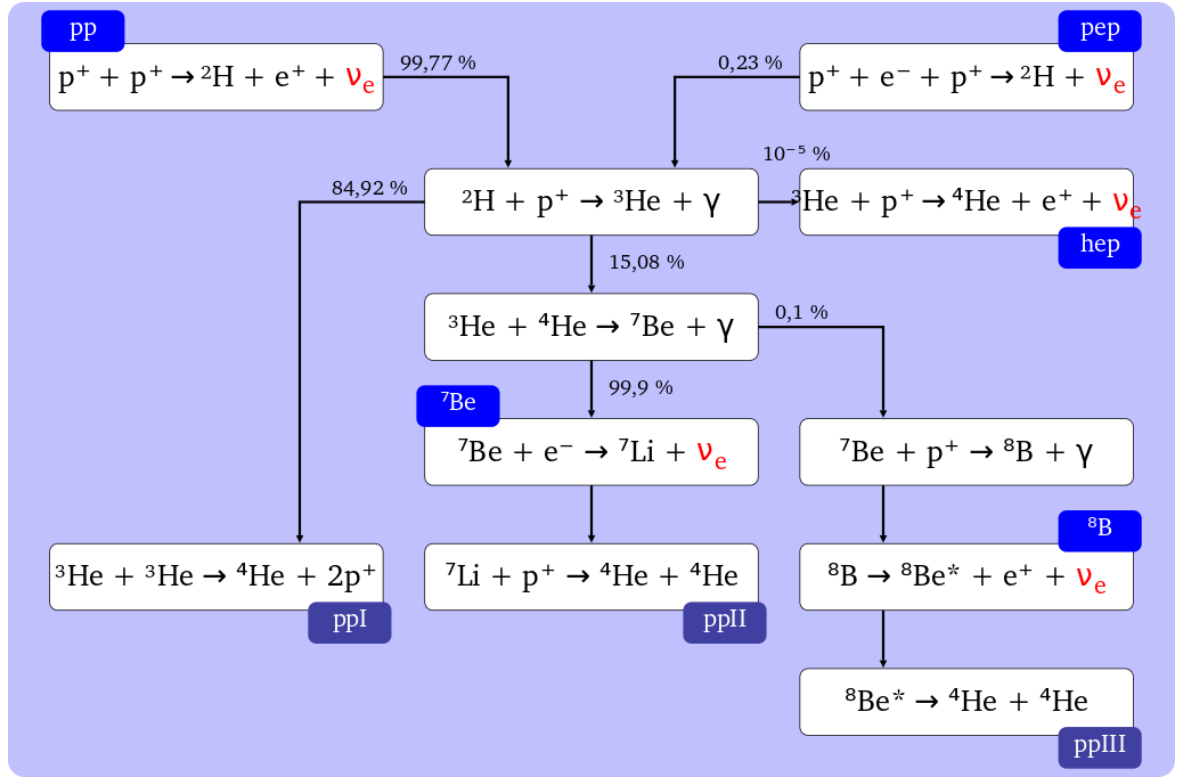 pp
pep
p⁺ + p⁺ → ²H + e⁺ + νₑ
99,77 %
0,23 %
p⁺ + e⁻ + p⁺ → ²H + νₑ
10⁻⁵ %
84,92 %
²H + p⁺ → ³He + γ
³He + p⁺ → ⁴He + e⁺ + νₑ
hep
15,08 %
³He + ⁴He → ⁷Be + γ
0,1 %
99,9 %
⁷Be
⁷Be + e⁻ → ⁷Li + νₑ
⁷Be + p⁺ → ⁸B + γ
⁸B
³He + ³He → ⁴He + 2p⁺
⁷Li + p⁺ → ⁴He + ⁴He
⁸B → ⁸Be* + e⁺ + νₑ
ppI
ppII
⁸Be* → ⁴He + ⁴He
ppIII